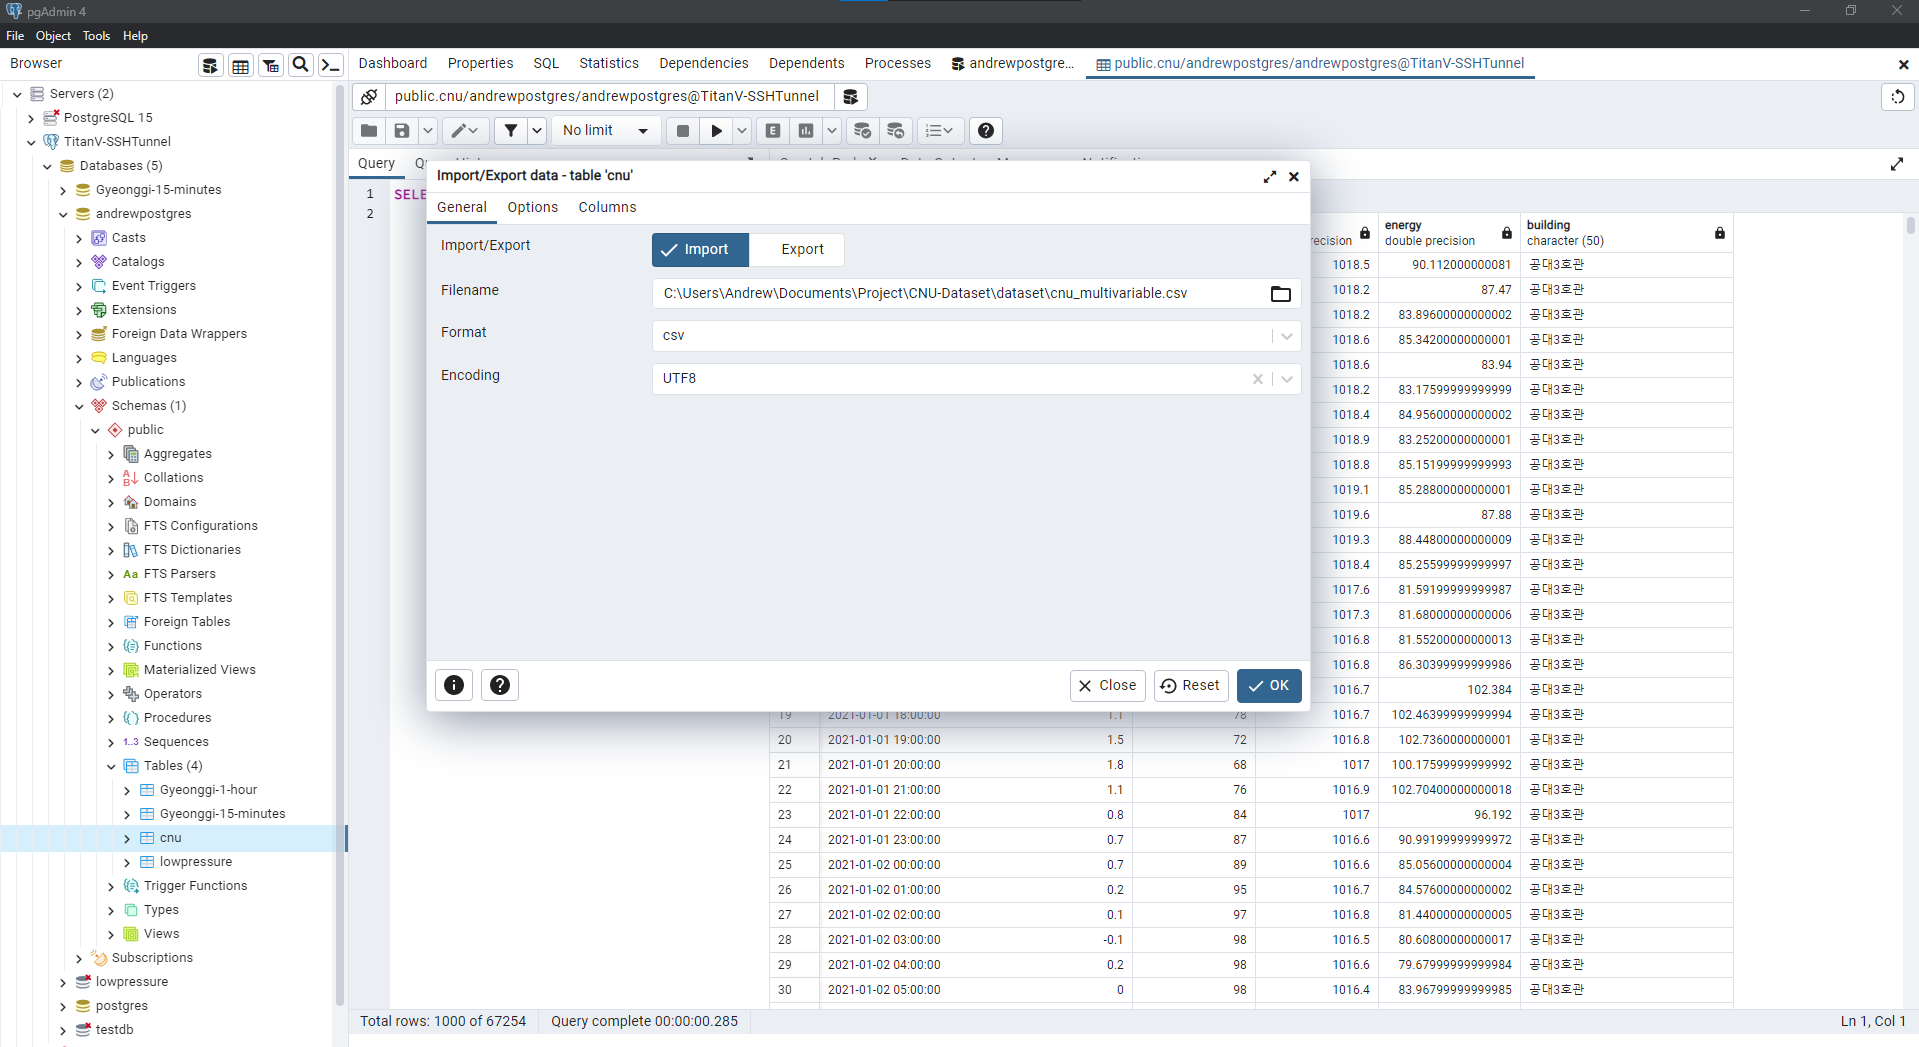 pgAdmin 4
File Object Tools Help
Browser
Dashboard Properties SQL Statistics Dependencies Dependents Processes andrewpostgre... public.cnu/andrewpostgres/andrewpostgres@TitanV-SSHTunnel
Servers (2)
PostgreSQL 15
TitanV-SSHTunnel
Databases (5)
Gyeonggi-15-minutes
andrewpostgres
Casts
Catalogs
Event Triggers
Extensions
Foreign Data Wrappers
Languages
Publications
Schemas (1)
public
Aggregates
Collations
Domains
FTS Configurations
FTS Dictionaries
FTS Parsers
FTS Templates
Foreign Tables
Functions
Materialized Views
Operators
Procedures
Sequences
Tables (4)
Gyeonggi-1-hour
Gyeonggi-15-minutes
cnu
lowpressure
Trigger Functions
Types
Views
Subscriptions
lowpressure
postgres
testdb
public.cnu/andrewpostgres/andrewpostgres@TitanV-SSHTunnel
No limit
Query
1 SELE
2
Import/Export data - table 'cnu'
General Options Columns
Import/Export Import Export
Filename C:\Users\Andrew\Documents\Project\CNU-Dataset\dataset\cnu_multivariable.csv
Format csv
Encoding UTF8
Close Reset OK
energy building
recision double precision character (50)
1018.5 90.112000000081 공대3호관
1018.2 87.47 공대3호관
1018.2 83.89600000000002 공대3호관
1018.6 85.34200000000001 공대3호관
1018.6 83.94 공대3호관
1018.2 83.17599999999999 공대3호관
1018.4 84.95600000000002 공대3호관
1018.9 83.25200000000001 공대3호관
1018.8 85.15199999999993 공대3호관
1019.1 85.28800000000001 공대3호관
1019.6 87.88 공대3호관
1019.3 88.44800000000009 공대3호관
1018.4 85.25599999999997 공대3호관
1017.6 81.59199999999987 공대3호관
1017.3 81.68000000000006 공대3호관
1016.8 81.55200000000013 공대3호관
1016.8 86.30399999999986 공대3호관
1016.7 102.384 공대3호관
19 2021-01-01 18:00:00 1.1 78 1016.7 102.46399999999994 공대3호관
20 2021-01-01 19:00:00 1.5 72 1016.8 102.7360000000001 공대3호관
21 2021-01-01 20:00:00 1.8 68 1017 100.17599999999992 공대3호관
22 2021-01-01 21:00:00 1.1 76 1016.9 102.70400000000018 공대3호관
23 2021-01-01 22:00:00 0.8 84 1017 96.192 공대3호관
24 2021-01-01 23:00:00 0.7 87 1016.6 90.99199999999972 공대3호관
25 2021-01-02 00:00:00 0.7 89 1016.6 85.05600000000004 공대3호관
26 2021-01-02 01:00:00 0.2 95 1016.7 84.57600000000002 공대3호관
27 2021-01-02 02:00:00 0.1 97 1016.8 81.44000000000005 공대3호관
28 2021-01-02 03:00:00 -0.1 98 1016.5 80.60800000000017 공대3호관
29 2021-01-02 04:00:00 0.2 98 1016.6 79.67999999999984 공대3호관
30 2021-01-02 05:00:00 0 98 1016.4 83.96799999999985 공대3호관
Total rows: 1000 of 67254 Query complete 00:00:00.285 Ln 1, Col 1